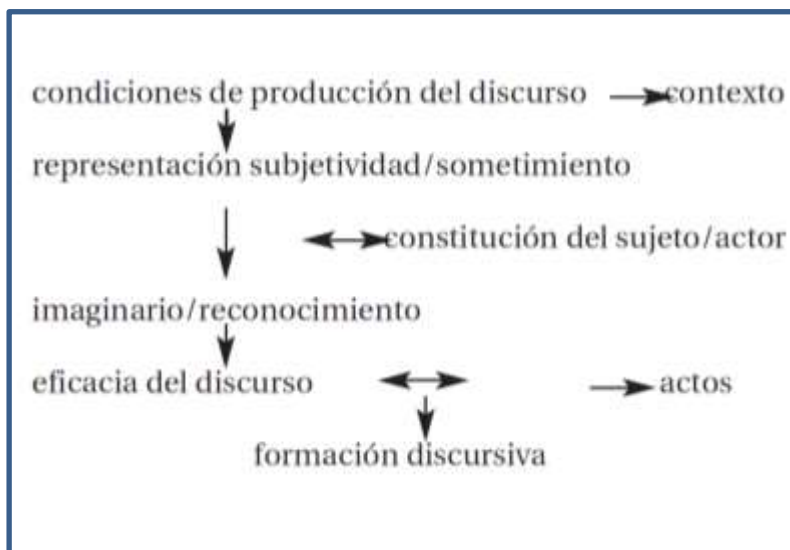 condiciones de producción del discurso contexto
representación subjetividad/sometimiento
constitución del sujeto/actor
imaginario/reconocimiento
eficacia del discurso actos
formación discursiva